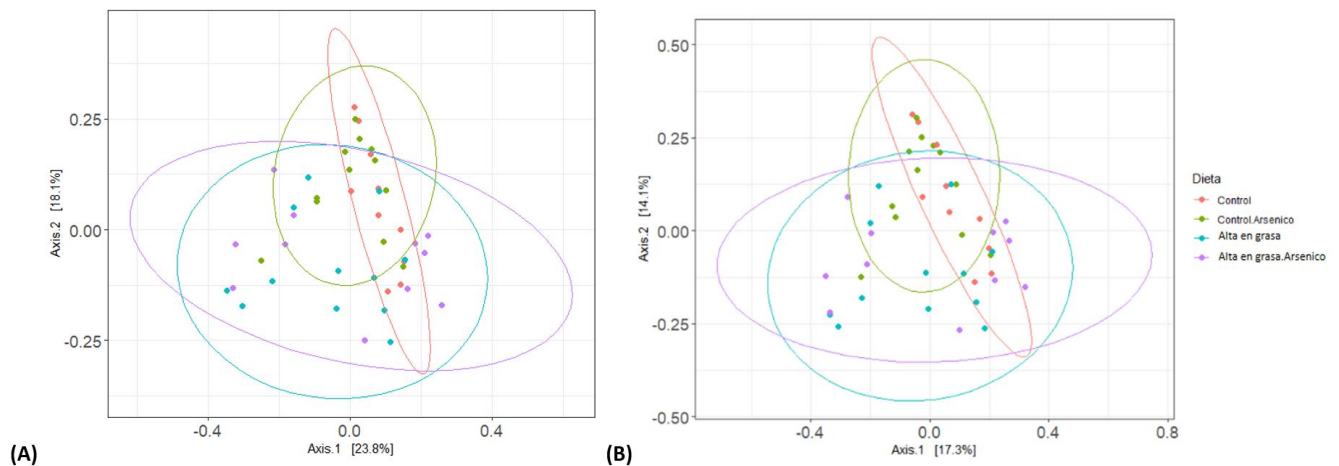 0.25
0.00
-0.25
Axis.2 [18.1%]
-0.4
0.0
0.4
Axis.1 [23.8%]
(A)
0.50
0.25
0.00
-0.25
-0.50
Axis.2 [14.1%]
-0.4
0.0
0.4
0.8
Axis.1 [17.3%]
(B)
Dieta
Control
Control.Arsenico
Alta en grasa
Alta en grasa.Arsenico